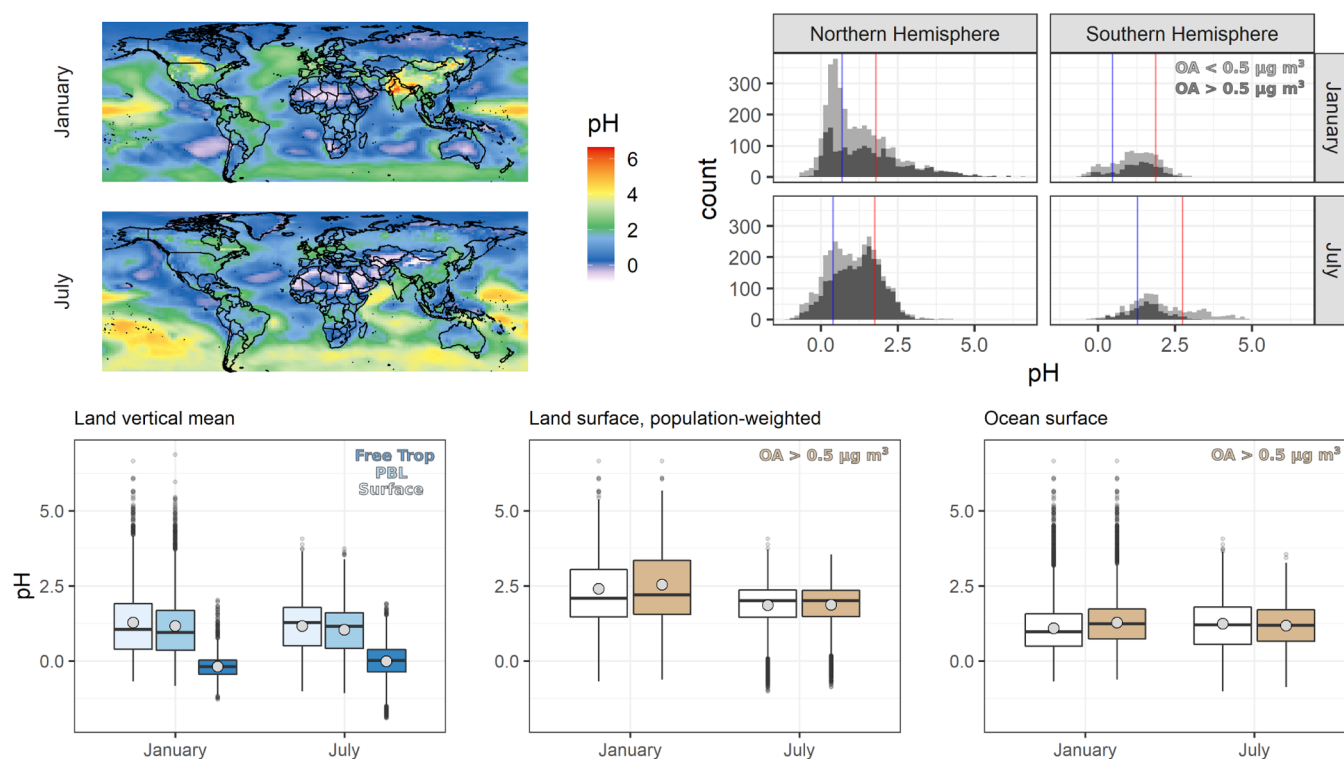 January
July
pH
6
4
2
0
Northern Hemisphere
Southern Hemisphere
OA < 0.5 µg m³
OA > 0.5 µg m³
January
July
count
300
200
100
0
300
200
100
0
0.0
2.5
5.0
0.0
2.5
5.0
pH
Land vertical mean
Free Trop
PBL
Surface
pH
5.0
2.5
0.0
January
July
Land surface, population-weighted
OA > 0.5 µg m³
5.0
2.5
0.0
January
July
Ocean surface
OA > 0.5 µg m³
5.0
2.5
0.0
January
July